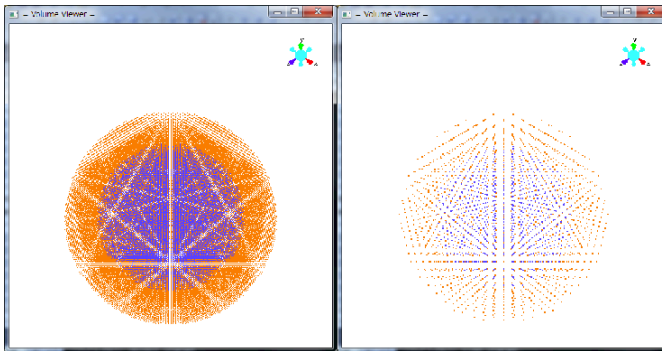 = Volume Viewer =
= Volume Viewer =
y
x
y
x